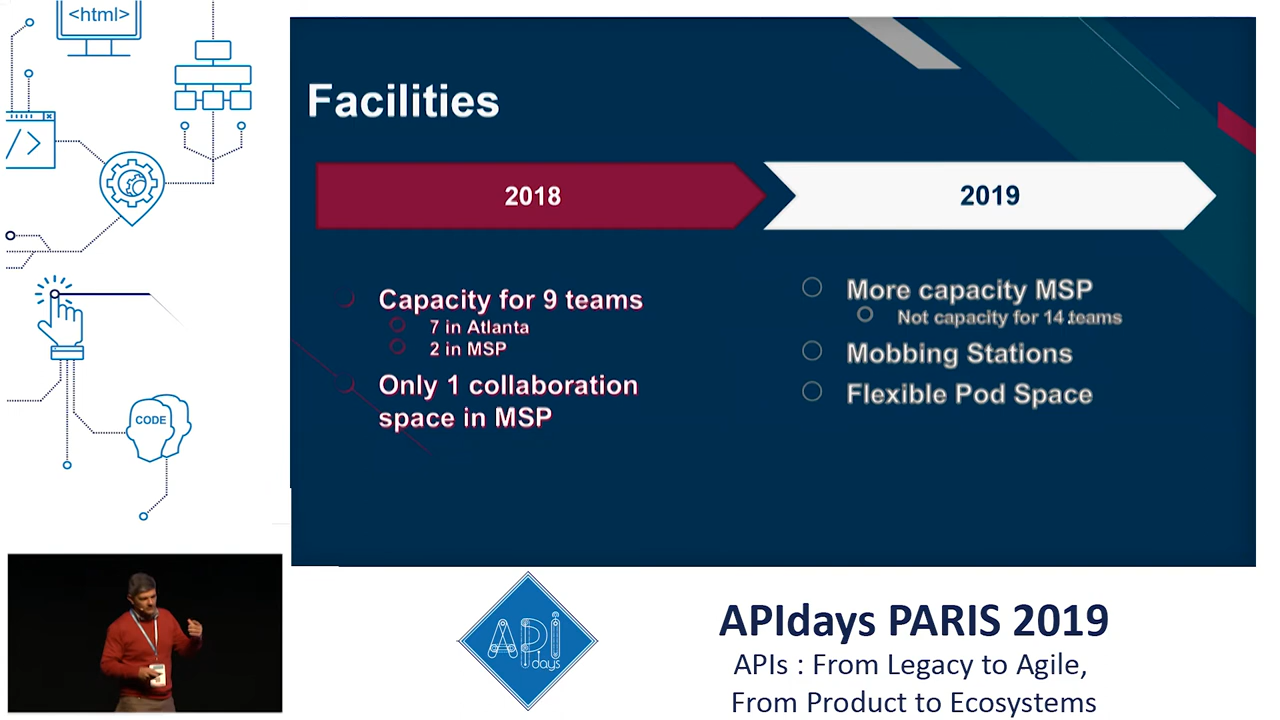 <html>
</>
CODE
Facilities
2018
2019
Capacity for 9 teams
7 in Atlanta
2 in MSP
Only 1 collaboration
space in MSP
More capacity MSP
Not capacity for 14 teams
Mobbing Stations
Flexible Pod Space
API
days
APIdays PARIS 2019
APIs : From Legacy to Agile,
From Product to Ecosystems